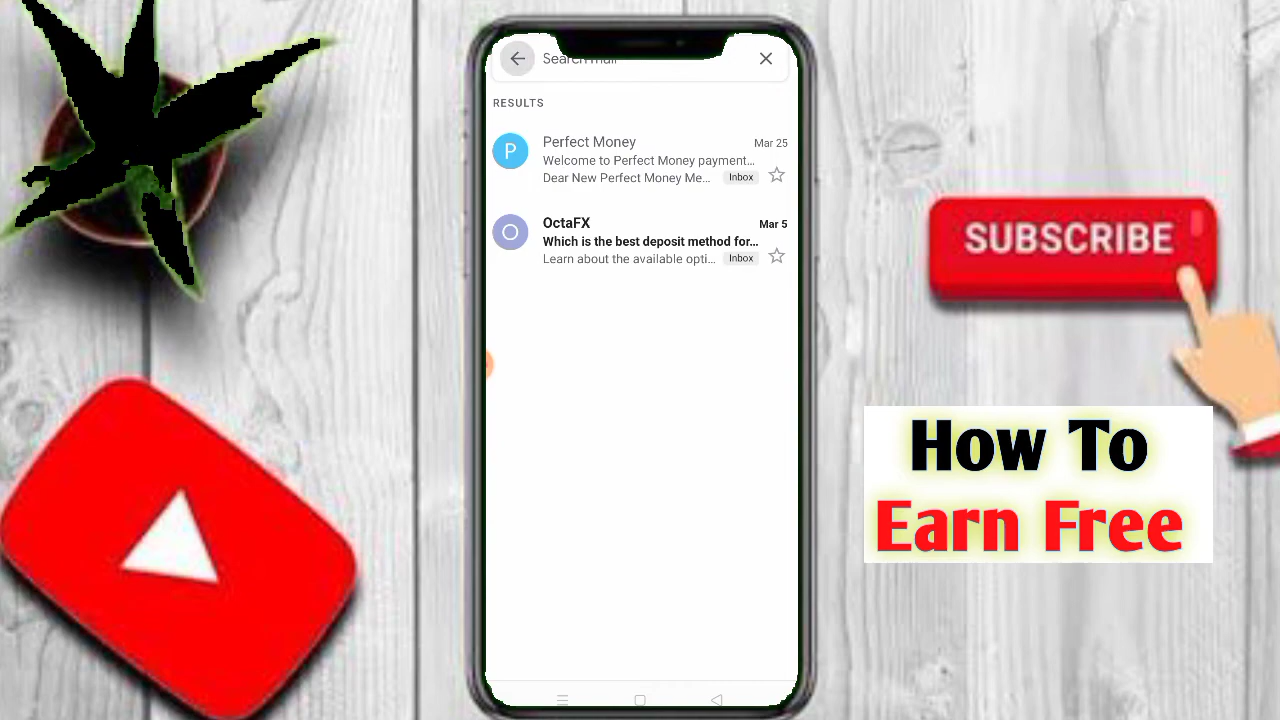 Search mail
RESULTS
P
Perfect Money
Mar 25
Welcome to Perfect Money payment...
Dear New Perfect Money Me...
Inbox
O
OctaFX
Mar 5
Which is the best deposit method for...
Learn about the available opti...
Inbox
SUBSCRIBE
How To
Earn Free